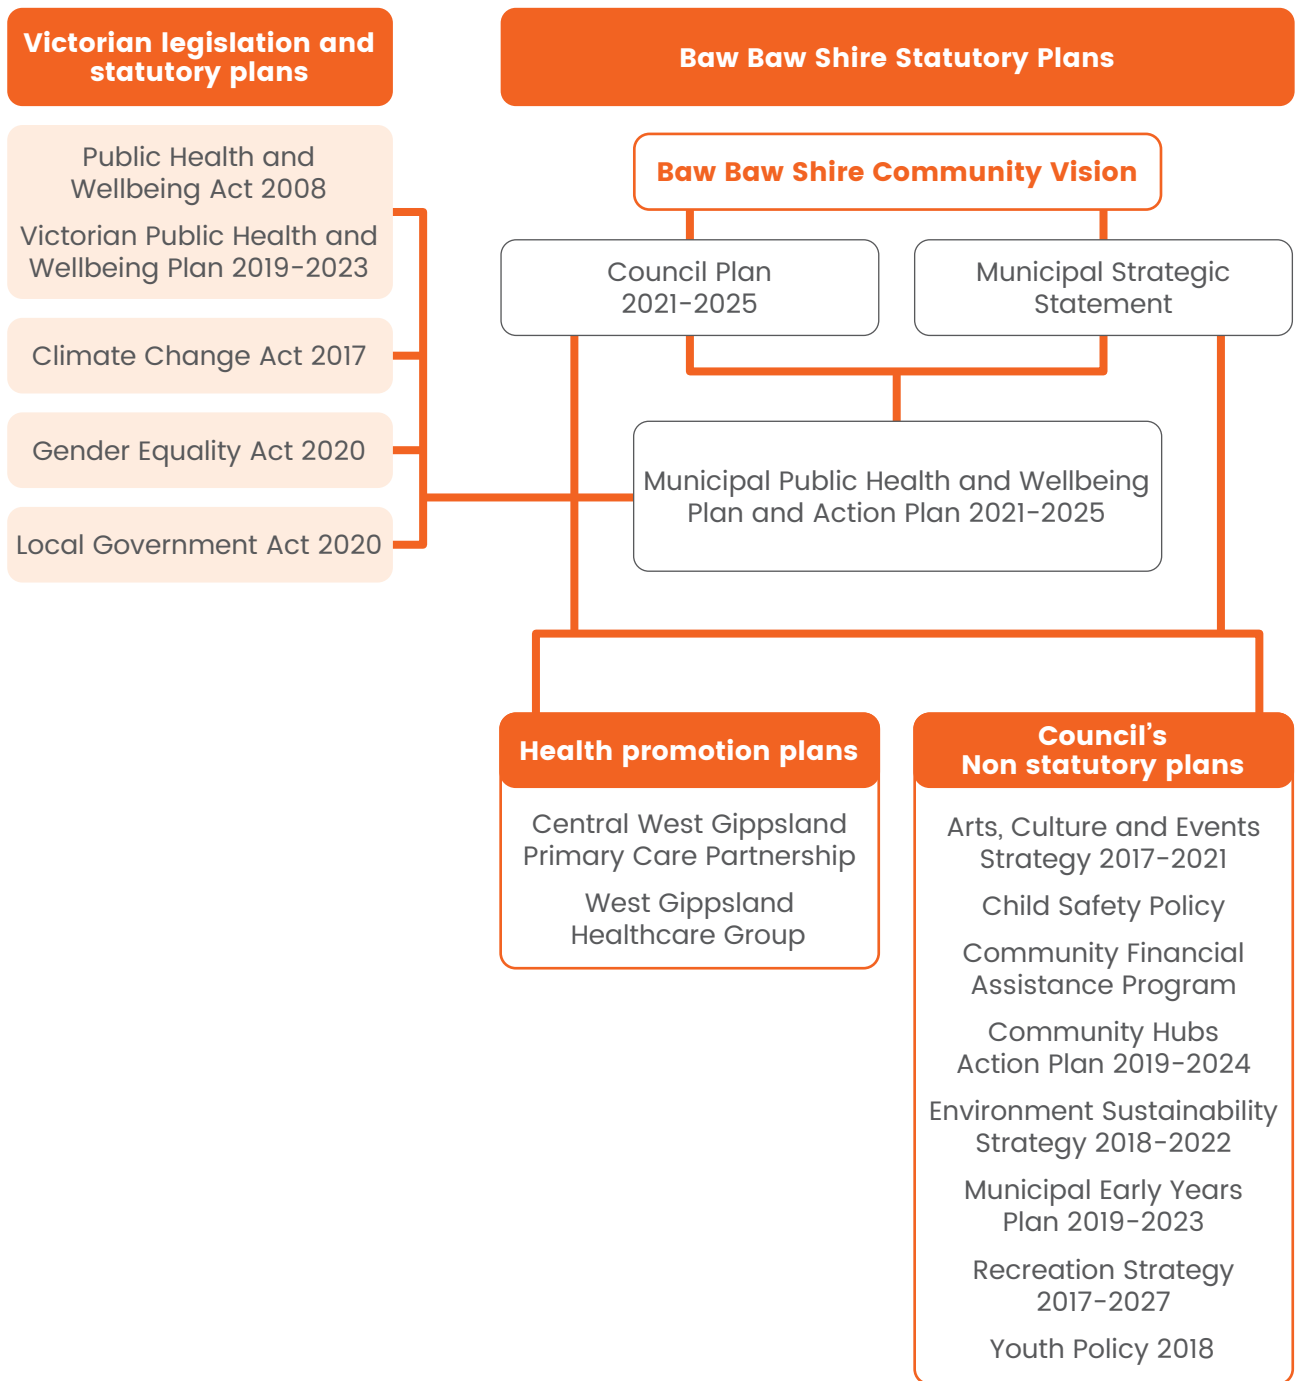 Victorian legislation and
statutory plans
Public Health and
Wellbeing Act 2008
Victorian Public Health and
Wellbeing Plan 2019-2023
Climate Change Act 2017
Gender Equality Act 2020
Local Government Act 2020
Baw Baw Shire Statutory Plans
Baw Baw Shire Community Vision
Council Plan
2021-2025
Municipal Strategic
Statement
Municipal Public Health and Wellbeing
Plan and Action Plan 2021-2025
Health promotion plans
Central West Gippsland
Primary Care Partnership
West Gippsland
Healthcare Group
Council's
Non statutory plans
Arts, Culture and Events
Strategy 2017-2021
Child Safety Policy
Community Financial
Assistance Program
Community Hubs
Action Plan 2019-2024
Environment Sustainability
Strategy 2018-2022
Municipal Early Years
Plan 2019-2023
Recreation Strategy
2017-2027
Youth Policy 2018